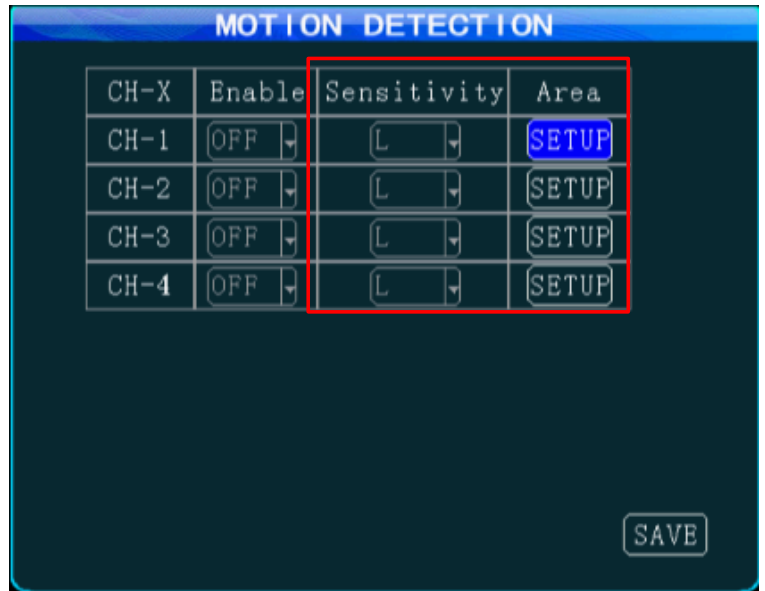 MOTION DETECTION
CH-X Enable Sensitivity Area
CH-1 OFF L SETUP
CH-2 OFF L SETUP
CH-3 OFF L SETUP
CH-4 OFF L SETUP
SAVE